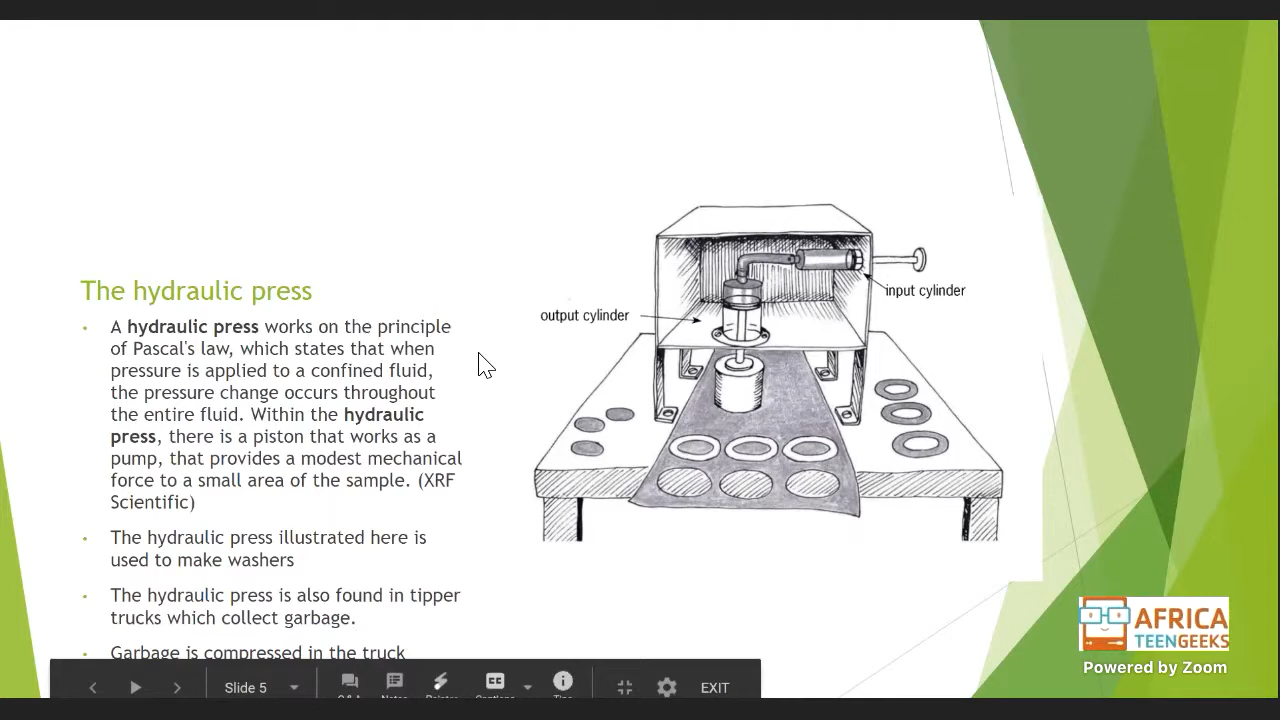 The hydraulic press
• A hydraulic press works on the principle
of Pascal's law, which states that when
pressure is applied to a confined fluid,
the pressure change occurs throughout
the entire fluid. Within the hydraulic
press, there is a piston that works as a
pump, that provides a modest mechanical
force to a small area of the sample. (XRF
Scientific)
• The hydraulic press illustrated here is
used to make washers
• The hydraulic press is also found in tipper
trucks which collect garbage.
• Garbage is compressed in the truck
output cylinder
input cylinder
AFRICA
TEENGEEKS
Powered by Zoom
Slide 5
EXIT